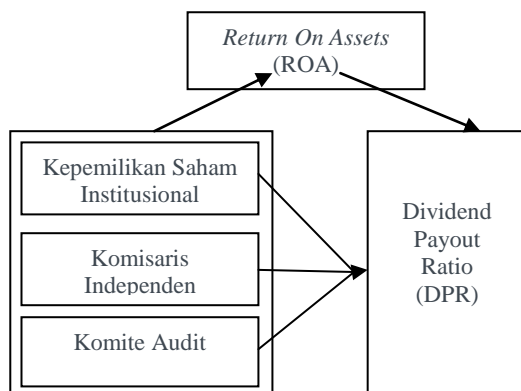 Return On Assets
(ROA)
Kepemilikan Saham
Institusional
Komisaris
Independen
Komite Audit
Dividend
Payout
Ratio
(DPR)